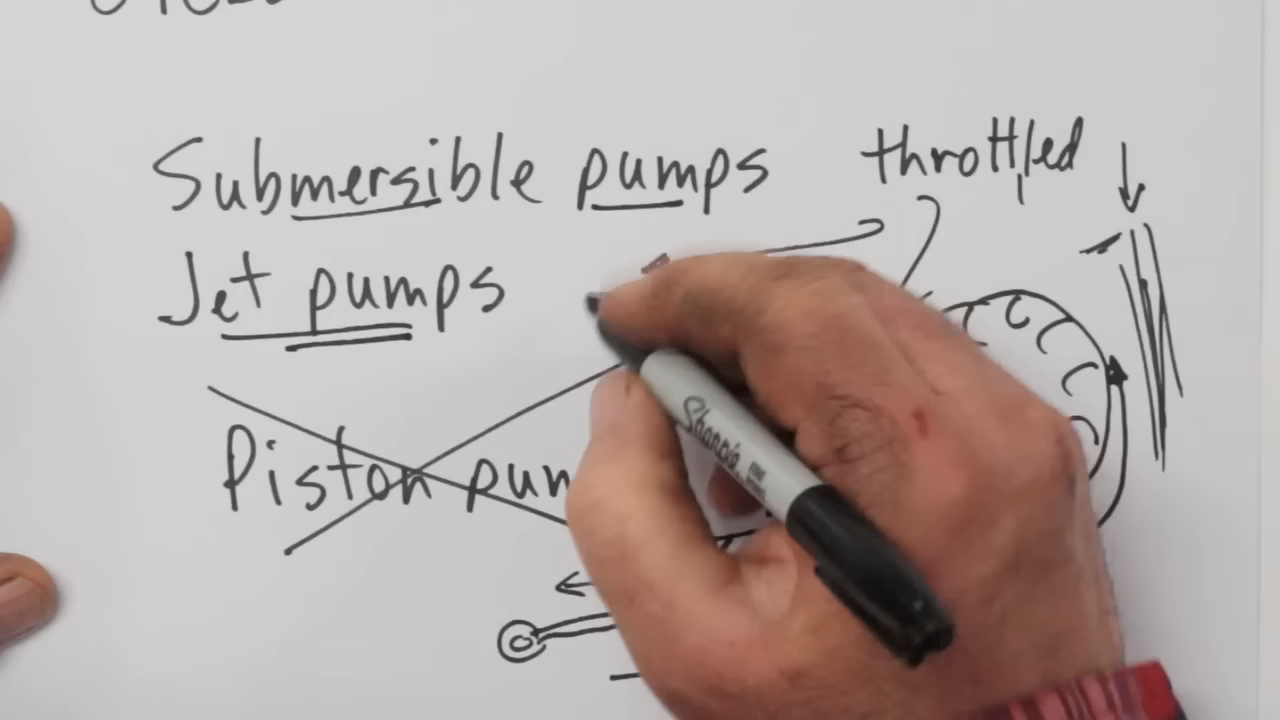 Submersible pumps
throttled
Jet pumps
Piston pum
Sharpie